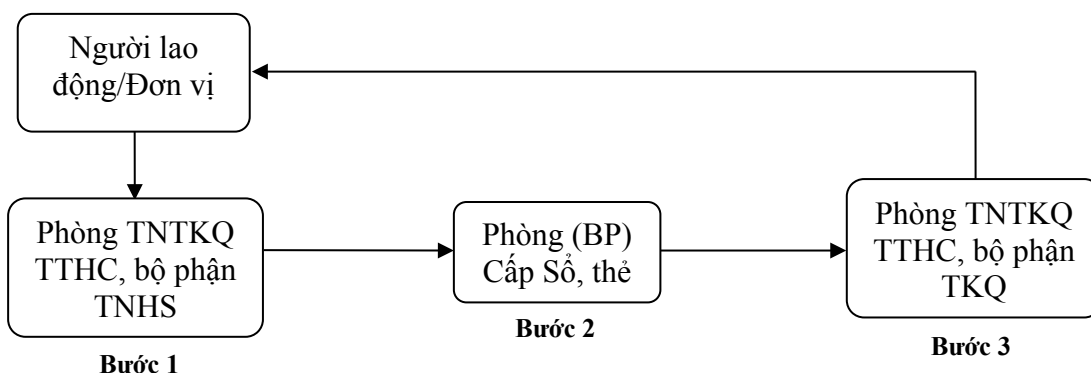 Người lao
động/Đơn vị
Phòng TNTKQ
TTHC, bộ phận
TNHS
Bước 1
Phòng (BP)
Cấp Sổ, thẻ
Bước 2
Phòng TNTKQ
TTHC, bộ phận
TKQ
Bước 3